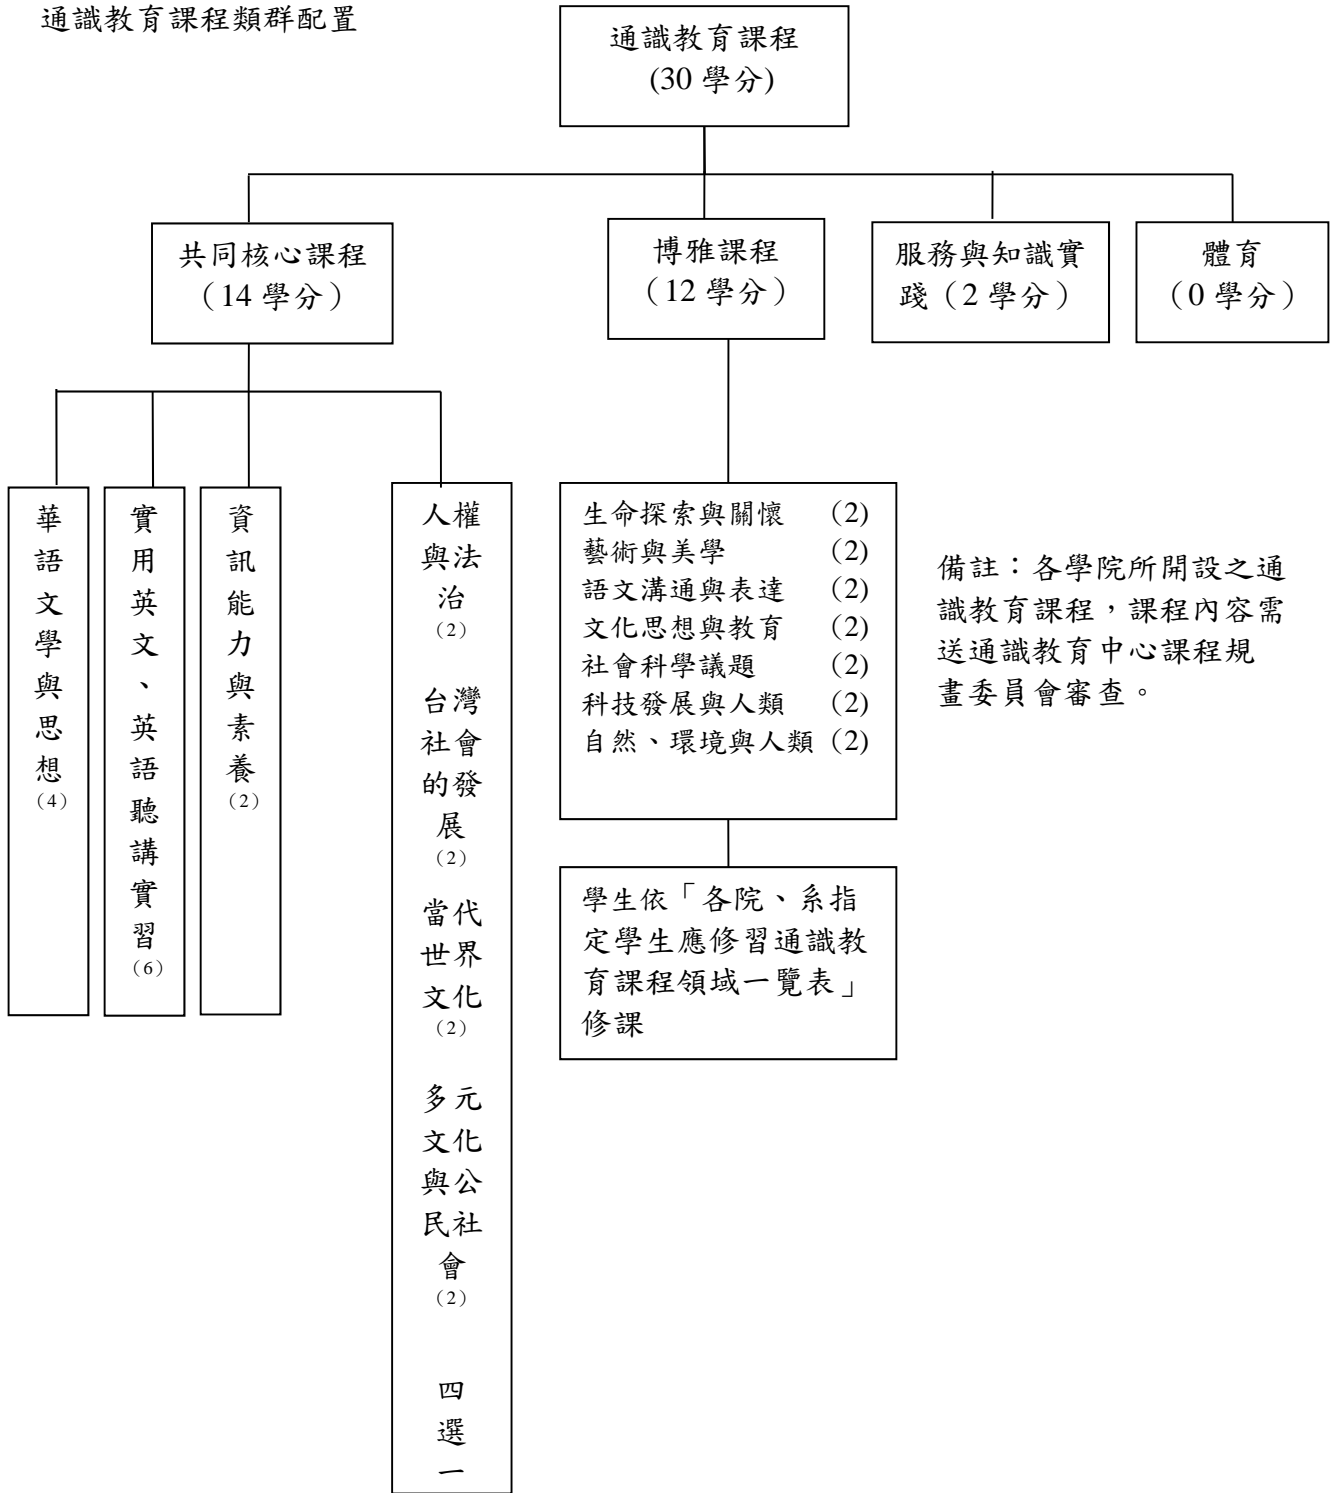 通識教育課程類群配置
通識教育課程
(30 學分)
共同核心課程
（14 學分）
博雅課程
（12 學分）
服務與知識實
踐（2 學分）
體育
（0 學分）
華
語
文
學
與
思
想
（4）
實
用
英
文
、
英
語
聽
講
實
習
（6）
資
訊
能
力
與
素
養
（2）
人權
與法
治
（2）
台灣
社會
的發
展
（2）
當代
世界
文化
（2）
多元
文化
與公
民社
會
（2）
四
選
一
生命探索與關懷 (2)
藝術與美學 (2)
語文溝通與表達 (2)
文化思想與教育 (2)
社會科學議題 (2)
科技發展與人類 (2)
自然、環境與人類 (2)
學生依「各院、系指
定學生應修習通識教
育課程領域一覽表」
修課
備註：各學院所開設之通
識教育課程，課程內容需
送通識教育中心課程規
畫委員會審查。